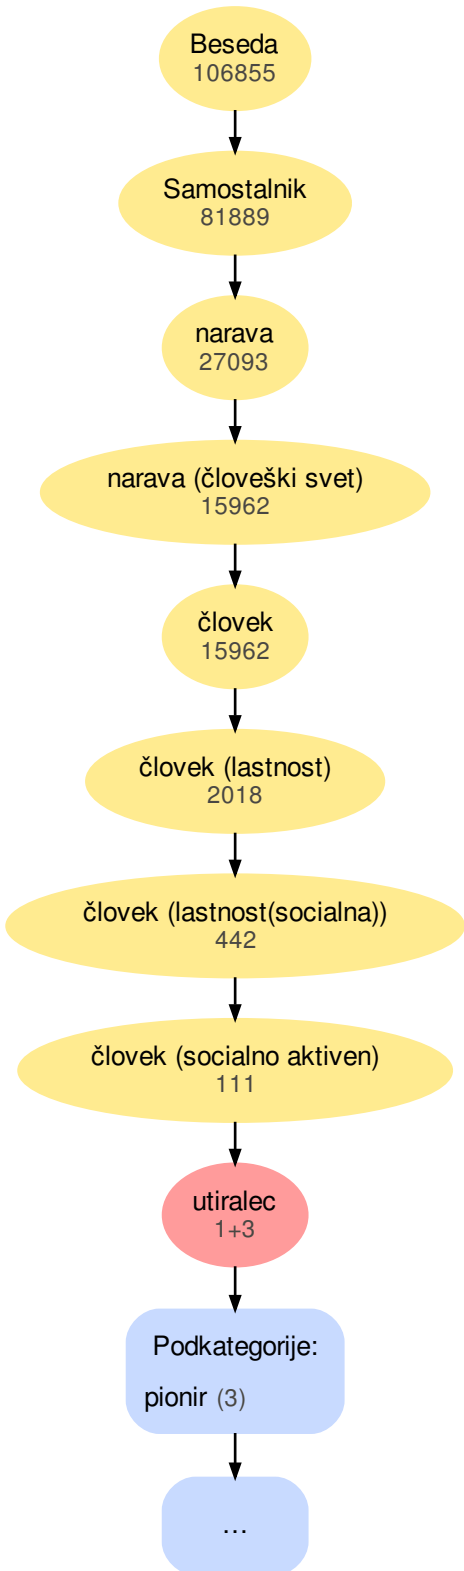 Beseda
106855
Samostalnik
81889
narava
27093
narava (človeški svet)
15962
človek
15962
človek (lastnost)
2018
človek (lastnost(socialna))
442
človek (socialno aktiven)
111
utiralec
1+3
Podkategorije:
pionir (3)
...